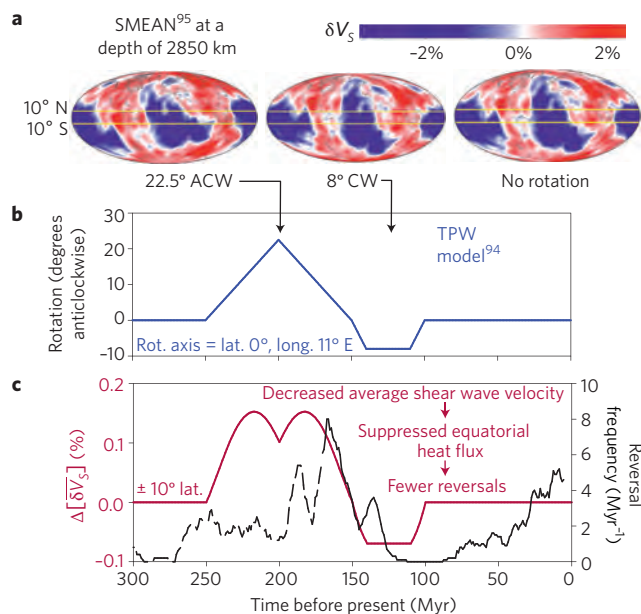 a
SMEAN⁹⁵ at a
depth of 2850 km
δVₛ
−2% 0% 2%
10° N
10° S
22.5° ACW
8° CW
No rotation
b
Rotation (degrees
anticlockwise)
30
20
10
0
−10
TPW
model⁹⁴
Rot. axis = lat. 0°, long. 11° E
c
Δ[δVₛ] (%)
0.2
0.1
0.0
−0.1
± 10° lat.
Decreased average shear wave velocity
Suppressed equatorial
heat flux
Fewer reversals
10
8
6
4
2
0
Reversal
frequency (Myr⁻¹)
300 250 200 150 100 50 0
Time before present (Myr)